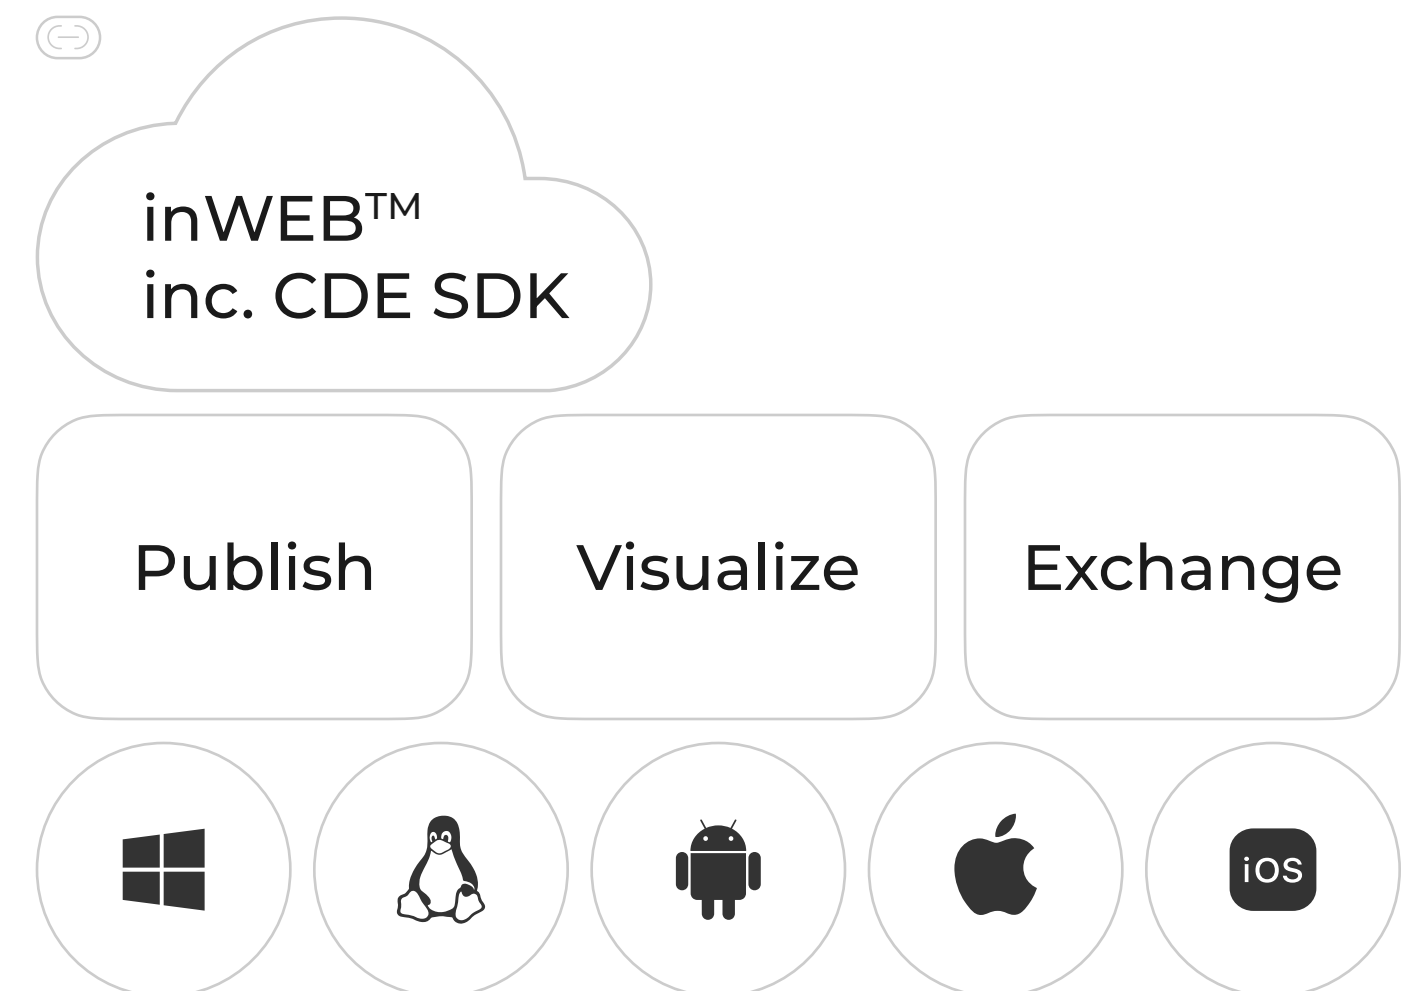 inWEB™
inc. CDE SDK
Publish
Visualize
Exchange
iOS